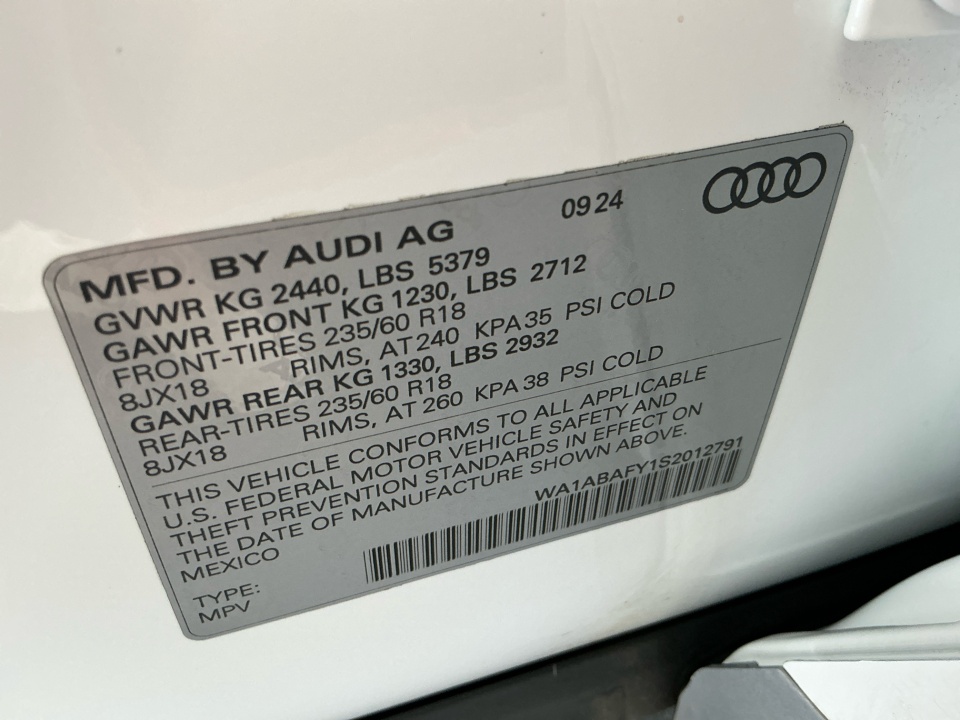 09 24
MFD. BY AUDI AG
GVWR KG 2440, LBS 5379
GAWR FRONT KG 1230, LBS 2712
FRONT-TIRES 235/60 R18
8JX18 RIMS, AT 240 KPA 35 PSI COLD
GAWR REAR KG 1330, LBS 2932
REAR-TIRES 235/60 R18
8JX18 RIMS, AT 260 KPA 38 PSI COLD
THIS VEHICLE CONFORMS TO ALL APPLICABLE
U.S. FEDERAL MOTOR VEHICLE SAFETY AND
THEFT PREVENTION STANDARDS IN EFFECT ON
THE DATE OF MANUFACTURE SHOWN ABOVE.
MEXICO WA1ABAFY1S2012791
TYPE:
MPV